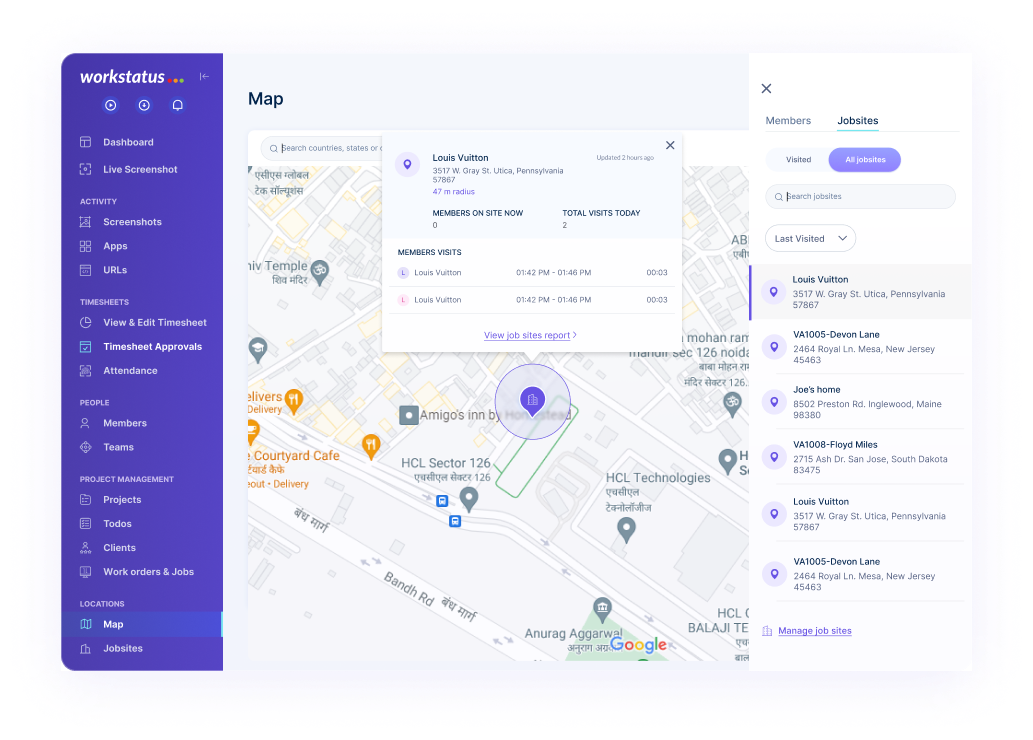 workstatus
Dashboard
Live Screenshot
ACTIVITY
Screenshots
Apps
URLs
TIMESHEETS
View & Edit Timesheet
Timesheet Approvals
Attendance
PEOPLE
Members
Teams
PROJECT MANAGEMENT
Projects
Todos
Clients
Work orders & Jobs
LOCATIONS
Map
Jobsites
Map
Search countries, states or c
Louis Vuitton
Updated 2 hours ago
3517 W. Gray St. Utica, Pennsylvania
57867
47 m radius
MEMBERS ON SITE NOW
TOTAL VISITS TODAY
0
2
MEMBERS VISITS
L Louis Vuitton 01:42 PM - 01:46 PM 00:03
L Louis Vuitton 01:42 PM - 01:46 PM 00:03
View job sites report
एसीएस ग्लोबल
टेक सॉल्यूशंस
niv Temple
शिव मंदिर
AB
elivers
Delivery
e Courtyard Cafe
र्टयार्ड कैफे
eout • Delivery
mohan ram
mandir sec 126 noida
बाबा मोहन रा
मंदिर सेक्टर 126.
Amigo's inn by Homestead
HCL Sector 126
एचसीएल सेक्टर 126
HCL Technologies
एचसीएल
टेक्नोलॉजीज
बंध मार्ग
Bandh Rd बंध मार्ग
Anurag Aggarwal
अनुराग अग्र
Google
HCL C
BALAJI TE
एच
बाल
Members
Jobsites
Visited
All jobsites
Search jobsites
Last Visited
Louis Vuitton
3517 W. Gray St. Utica, Pennsylvania
57867
VA1005-Devon Lane
2464 Royal Ln. Mesa, New Jersey
45463
Joe's home
8502 Preston Rd. Inglewood, Maine
98380
VA1008-Floyd Miles
2715 Ash Dr. San Jose, South Dakota
83475
Louis Vuitton
3517 W. Gray St. Utica, Pennsylvania
57867
VA1005-Devon Lane
2464 Royal Ln. Mesa, New Jersey
45463
Manage job sites